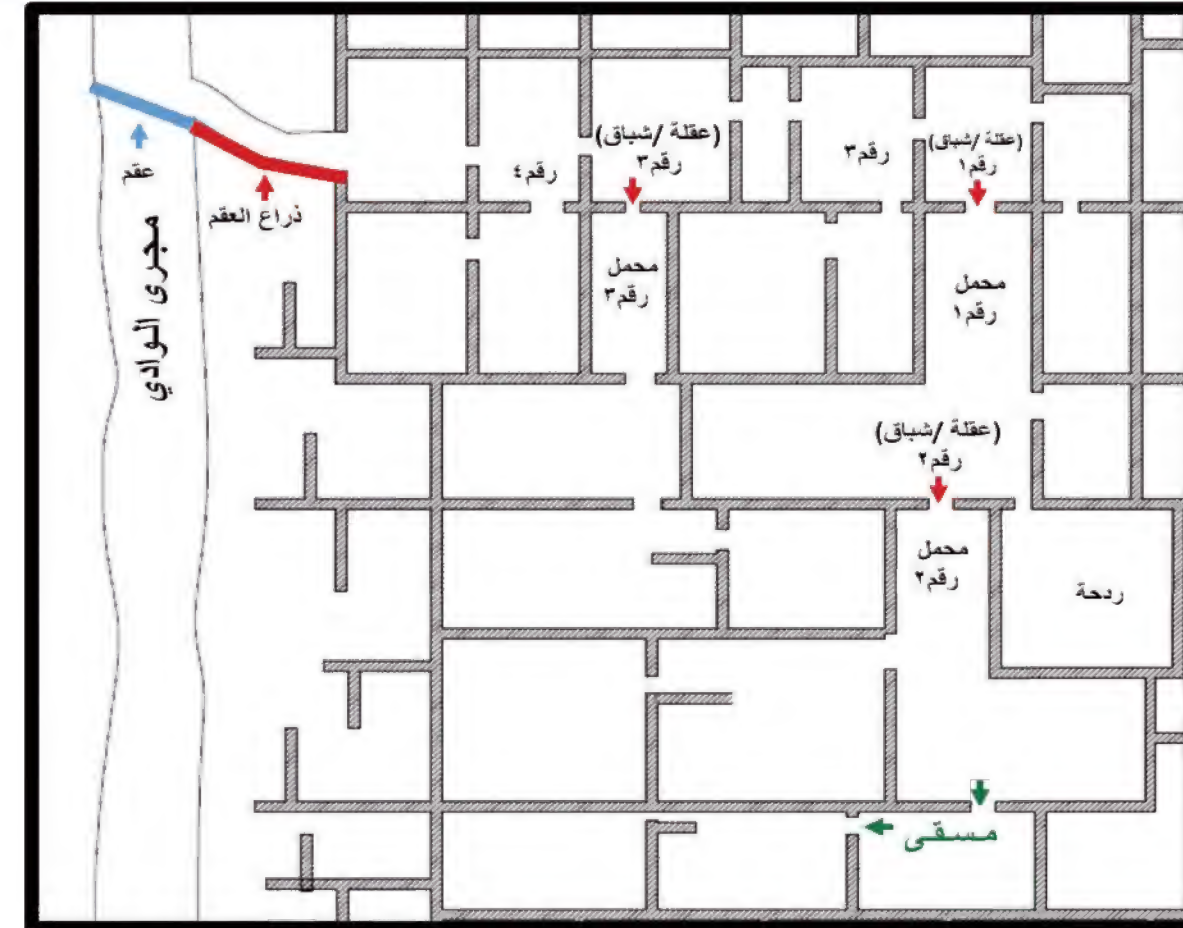 (عقلة /شباق)
رقم١
رقم٣
(عقلة /شباق)
رقم٣
رقم٤
عقم
ذراع العقم
مجرى الوادي
محمل
رقم١
محمل
رقم٣
(عقلة /شباق)
رقم٢
محمل
رقم٢
ردحة
مسقى